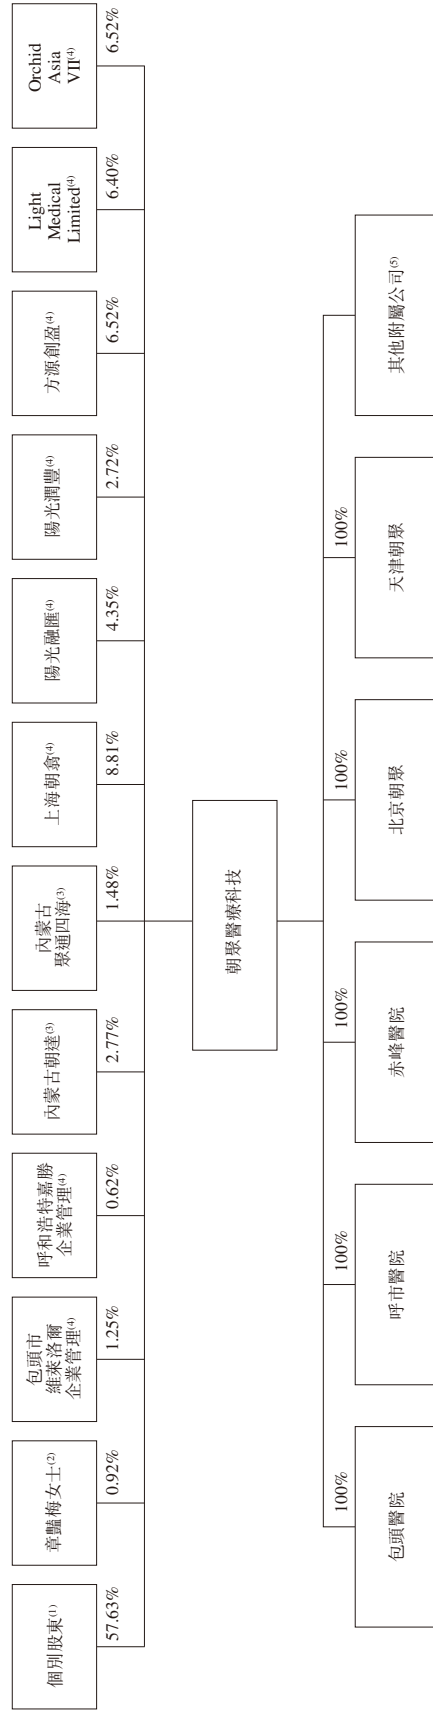 個別股東(1)
57.63%
章豔梅女士(2)
0.92%
包頭市
維萊洛爾
企業管理(4)
1.25%
呼和浩特嘉勝
企業管理(4)
0.62%
內蒙古朝達(3)
2.77%
內蒙古
聚通四海(3)
1.48%
上海朝翕(4)
8.81%
陽光融匯(4)
4.35%
陽光潤豐(4)
2.72%
方源創盈(4)
6.52%
Light
Medical
Limited(4)
6.40%
Orchid
Asia
VII(4)
6.52%
朝聚醫療科技
100%
包頭醫院
100%
呼市醫院
100%
赤峰醫院
100%
北京朝聚
100%
天津朝聚
其他附屬公司(5)